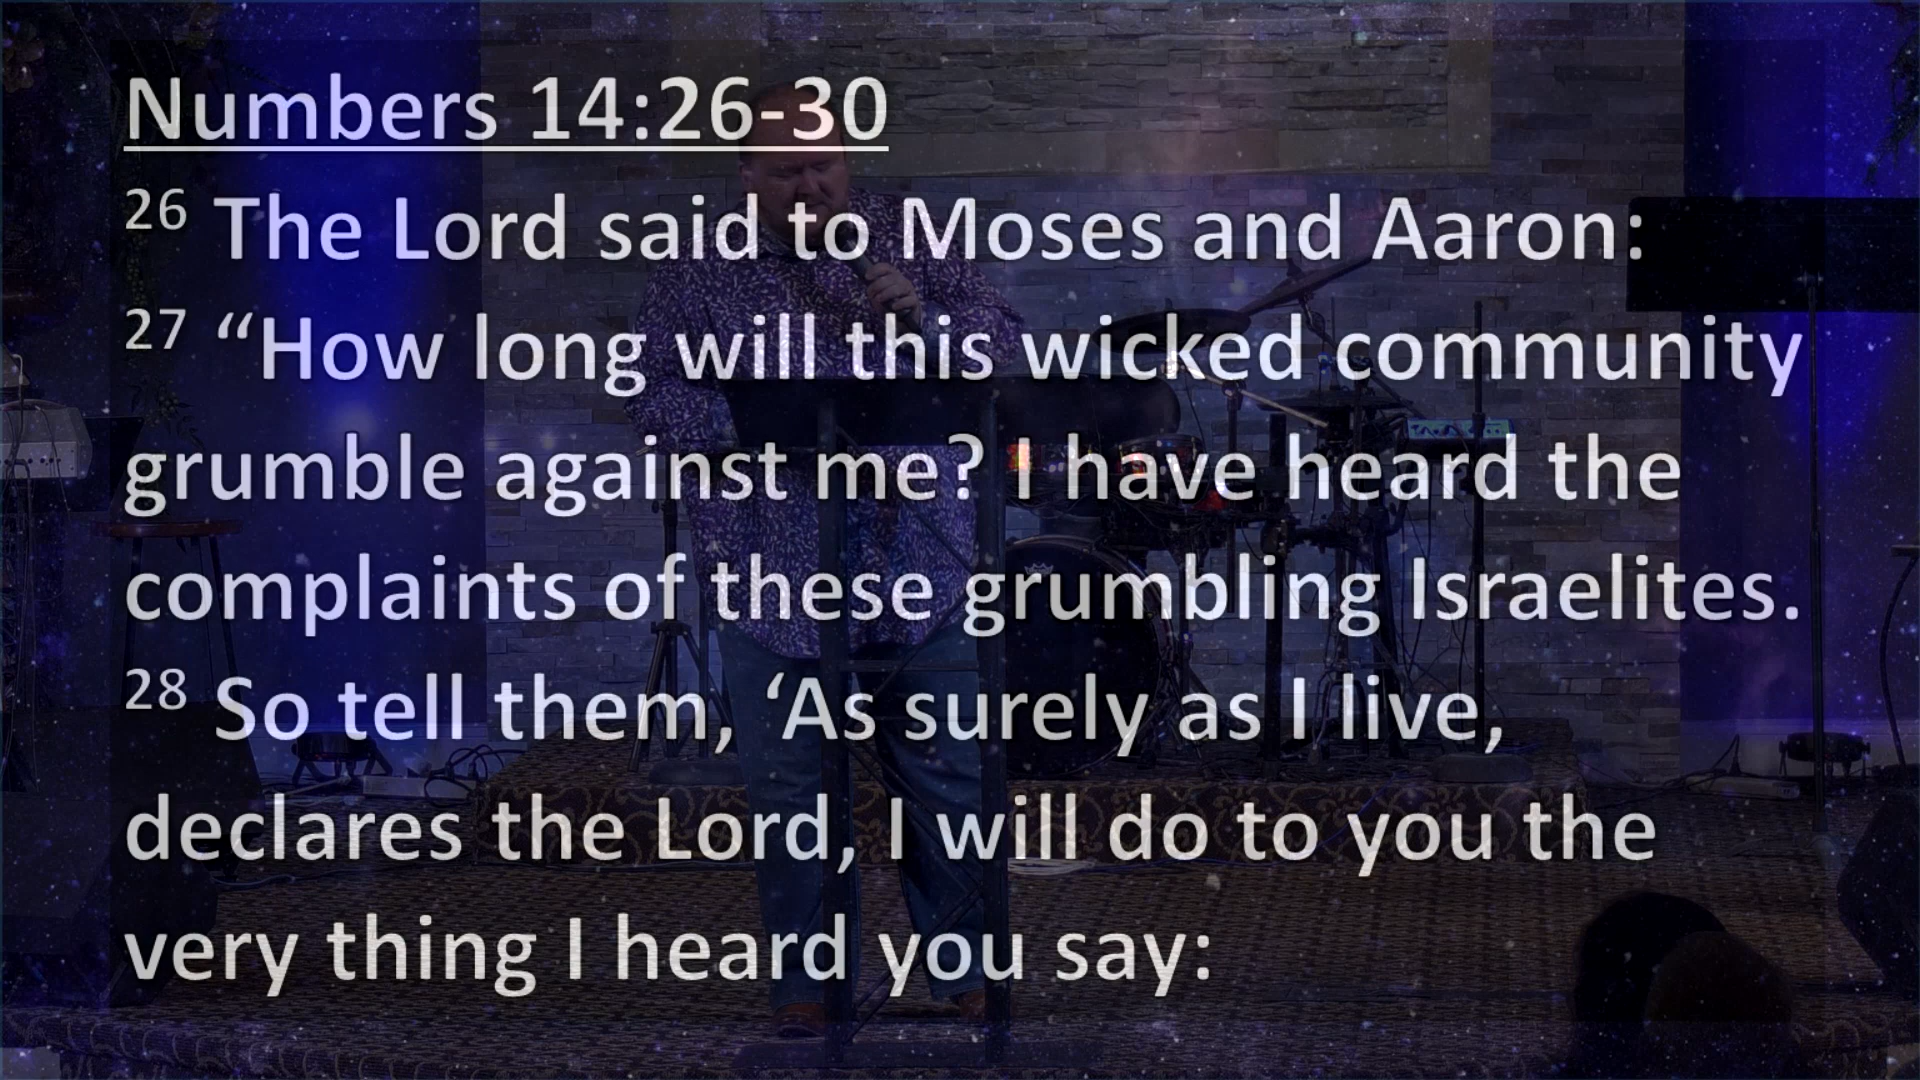 Numbers 14:26-30
26 The Lord said to Moses and Aaron:
27 “How long will this wicked community
grumble against me? I have heard the
complaints of these grumbling Israelites.
28 So tell them, ‘As surely as I live,
declares the Lord, I will do to you the
very thing I heard you say: